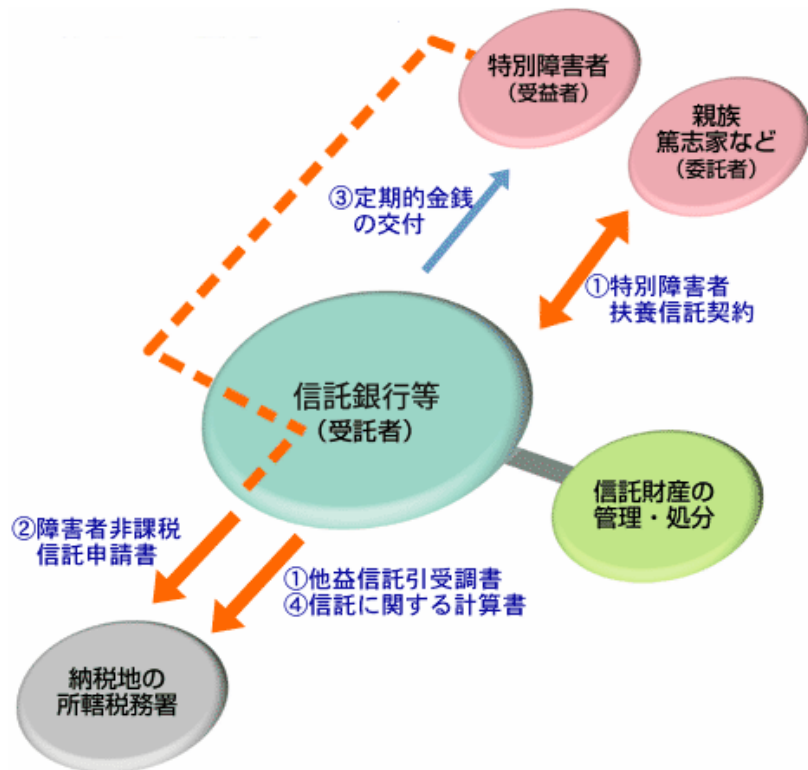 特別障害者
（受益者）
親族
篤志家など
（委託者）
③定期的金銭
の交付
①特別障害者
扶養信託契約
信託銀行等
（受託者）
信託財産の
管理・処分
②障害者非課税
信託申請書
①他益信託引受調書
④信託に関する計算書
納税地の
所轄税務署